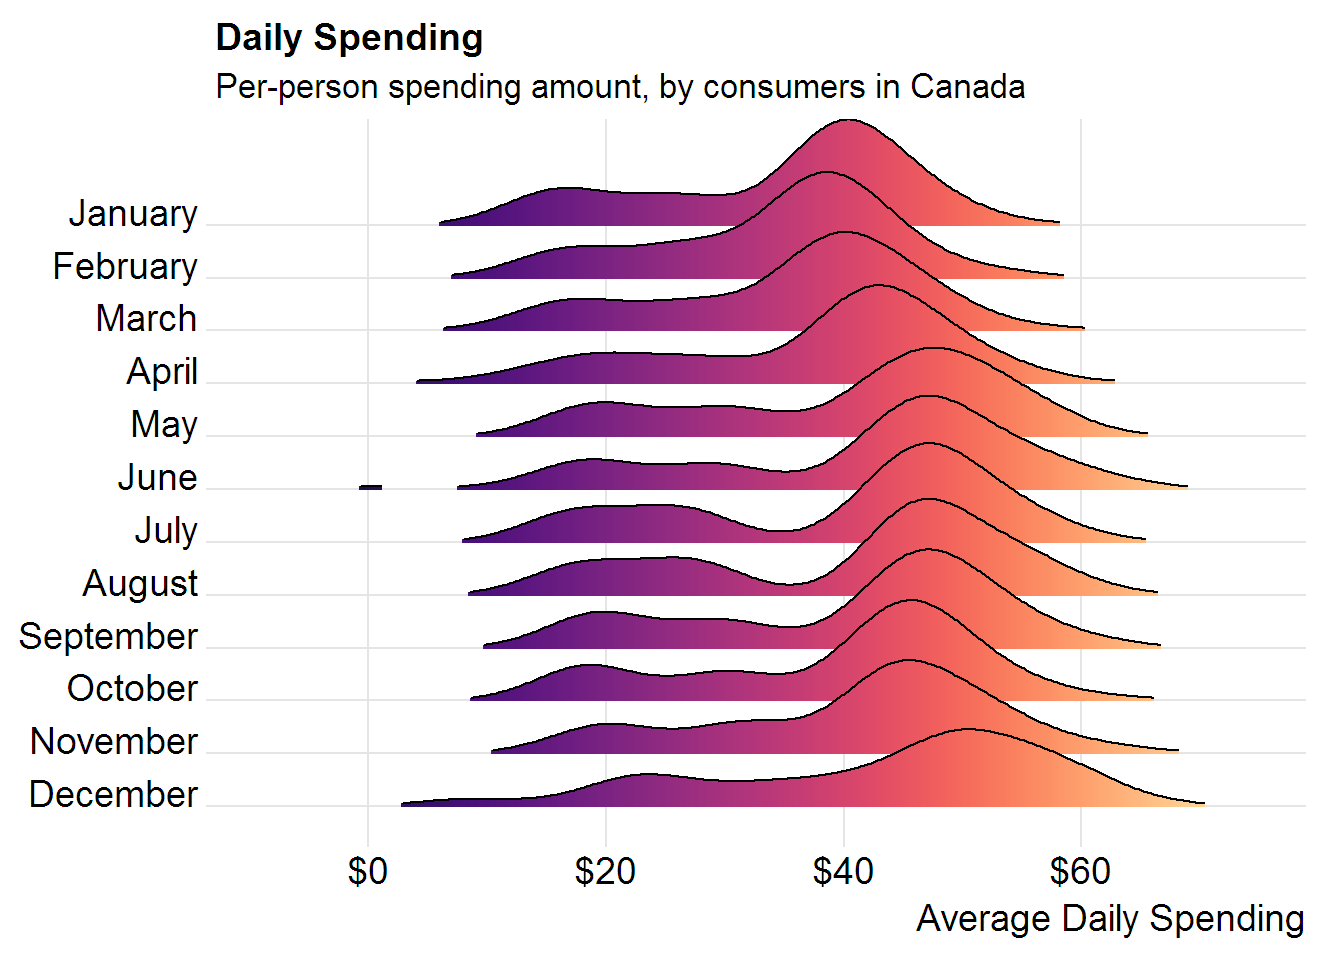 Daily Spending
Per-person spending amount, by consumers in Canada
January
February
March
April
May
June
July
August
September
October
November
December
$0 $20 $40 $60
Average Daily Spending